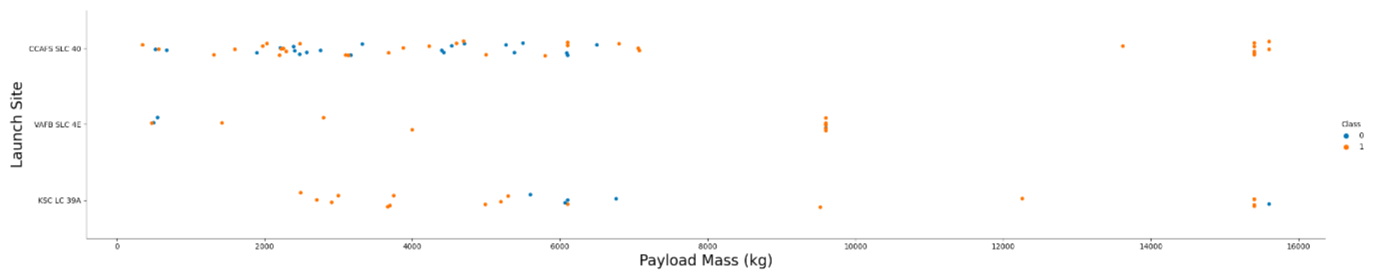 Launch Site
CCAFS SLC 40
VAFB SLC 4E
KSC LC 39A
0
2000
4000
6000
8000
10000
12000
14000
16000
Payload Mass (kg)
Class
0
1